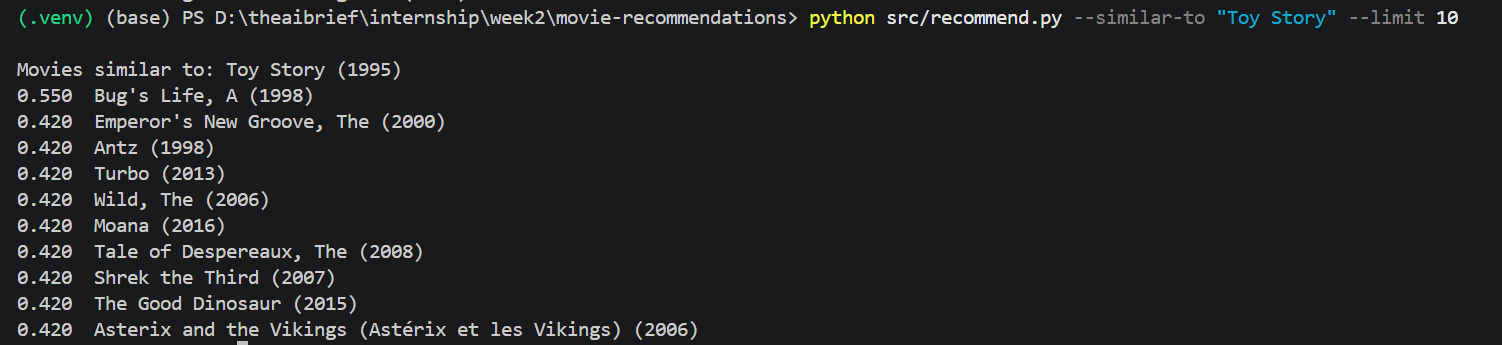 (.venv) (base) PS D:\theaibrief\internship\week2\movie-recommendations> python src/recommend.py --similar-to "Toy Story" --limit 10
Movies similar to: Toy Story (1995)
0.550  Bug's Life, A (1998)
0.420  Emperor's New Groove, The (2000)
0.420  Antz (1998)
0.420  Turbo (2013)
0.420  Wild, The (2006)
0.420  Moana (2016)
0.420  Tale of Despereaux, The (2008)
0.420  Shrek the Third (2007)
0.420  The Good Dinosaur (2015)
0.420  Asterix and the Vikings (Astérix et les Vikings) (2006)